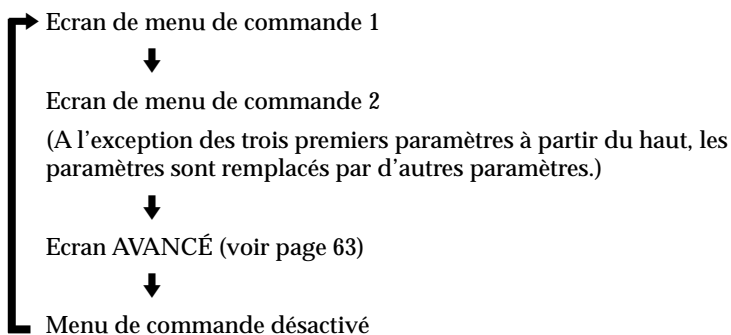 Ecran de menu de commande 1
Ecran de menu de commande 2
(A l'exception des trois premiers paramètres à partir du haut, les
paramètres sont remplacés par d'autres paramètres.)
Ecran AVANCÉ (voir page 63)
Menu de commande désactivé